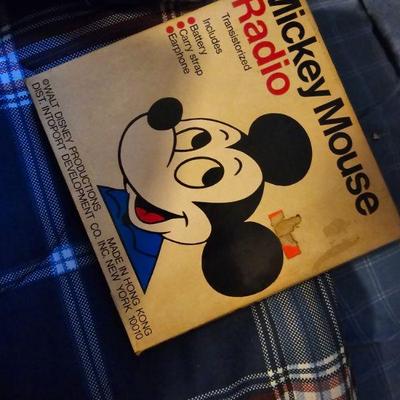 Mickey Mouse
Radio
Transistorized
Includes
•Battery
•Carry strap
•Earphone
©WALT DISNEY PRODUCTIONS
DIST. INTOPORT DEVELOPMENT CO. INC. NEW YORK 10010
MADE IN HONG KONG